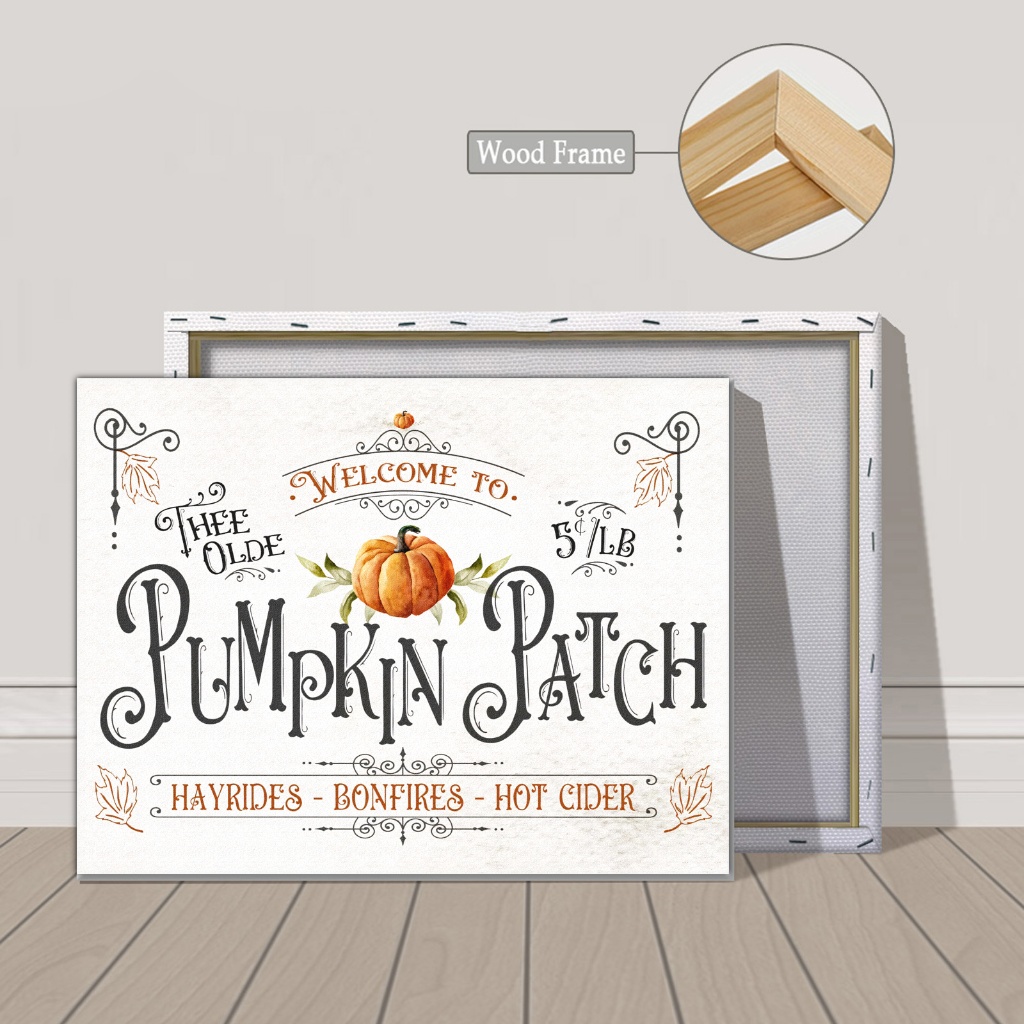 Wood Frame
WELCOME TO
THEE
OLDE
5¢/LB
PUMPKIN PATCH
HAYRIDES - BONFIRES - HOT CIDER